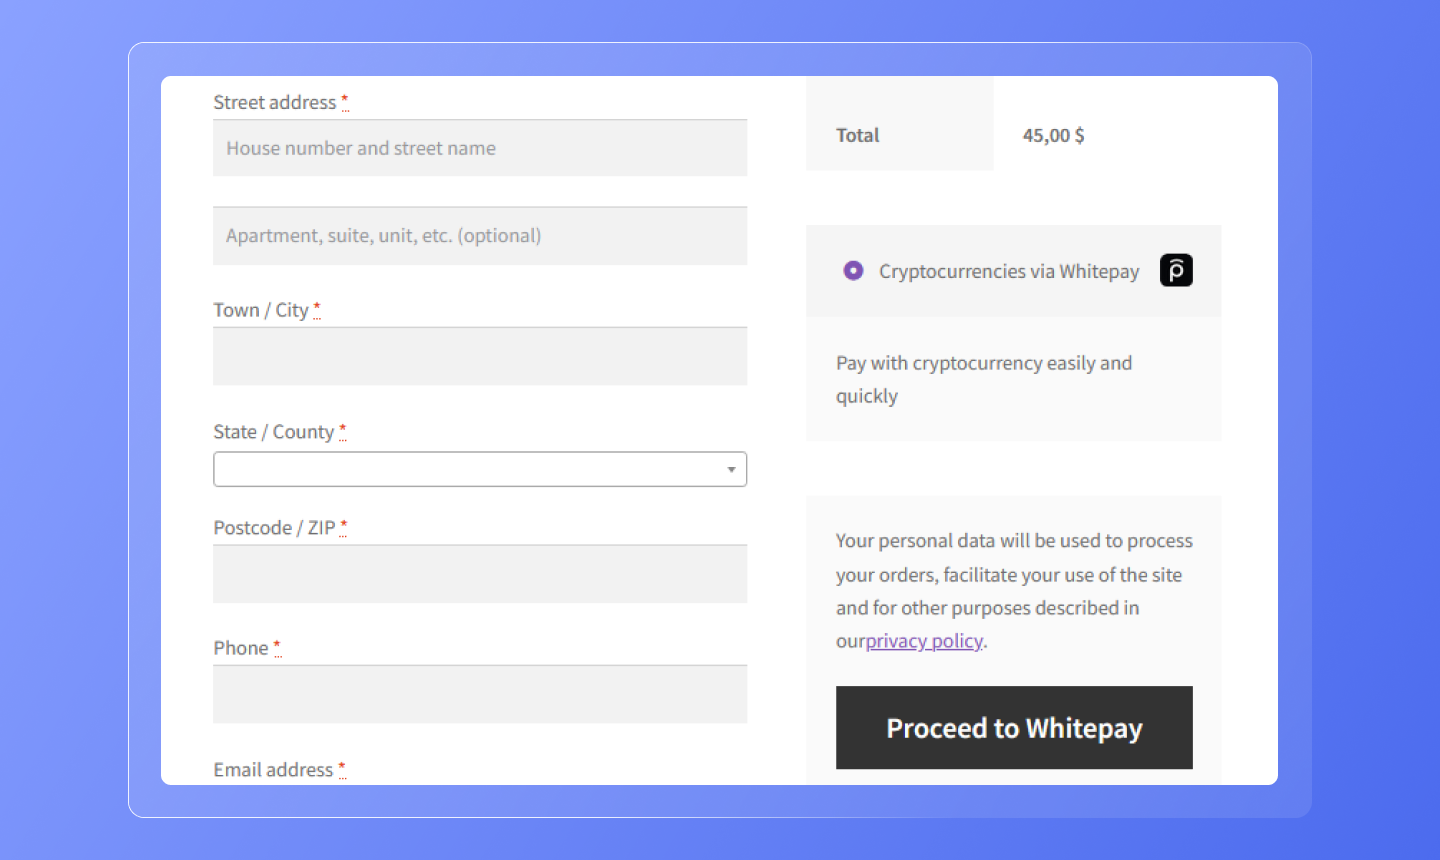 Street address *
House number and street name
Apartment, suite, unit, etc. (optional)
Town / City *
State / County *
Postcode / ZIP *
Phone *
Email address *
Total 45,00 $
Cryptocurrencies via Whitepay
Pay with cryptocurrency easily and
quickly
Your personal data will be used to process
your orders, facilitate your use of the site
and for other purposes described in
ourprivacy policy.
Proceed to Whitepay